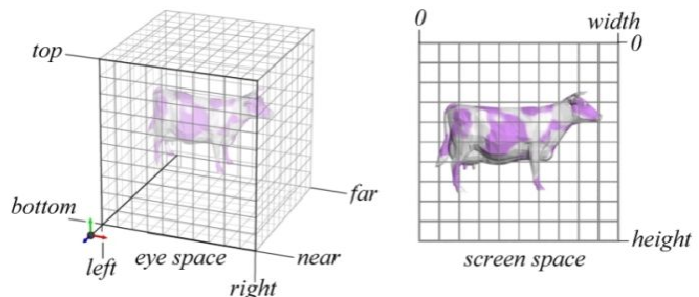 top
bottom
left
eye space
right
near
far
0
width
0
height
screen space